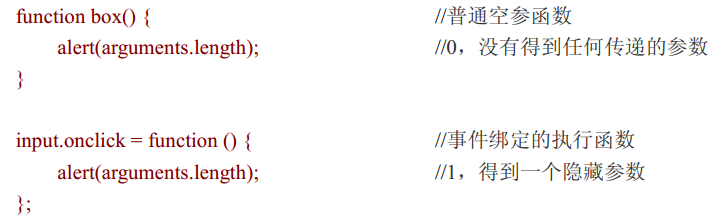 function box() { //普通空参函数
alert(arguments.length); //0，没有得到任何传递的参数
}
input.onclick = function () { //事件绑定的执行函数
alert(arguments.length); //1，得到一个隐藏参数
};